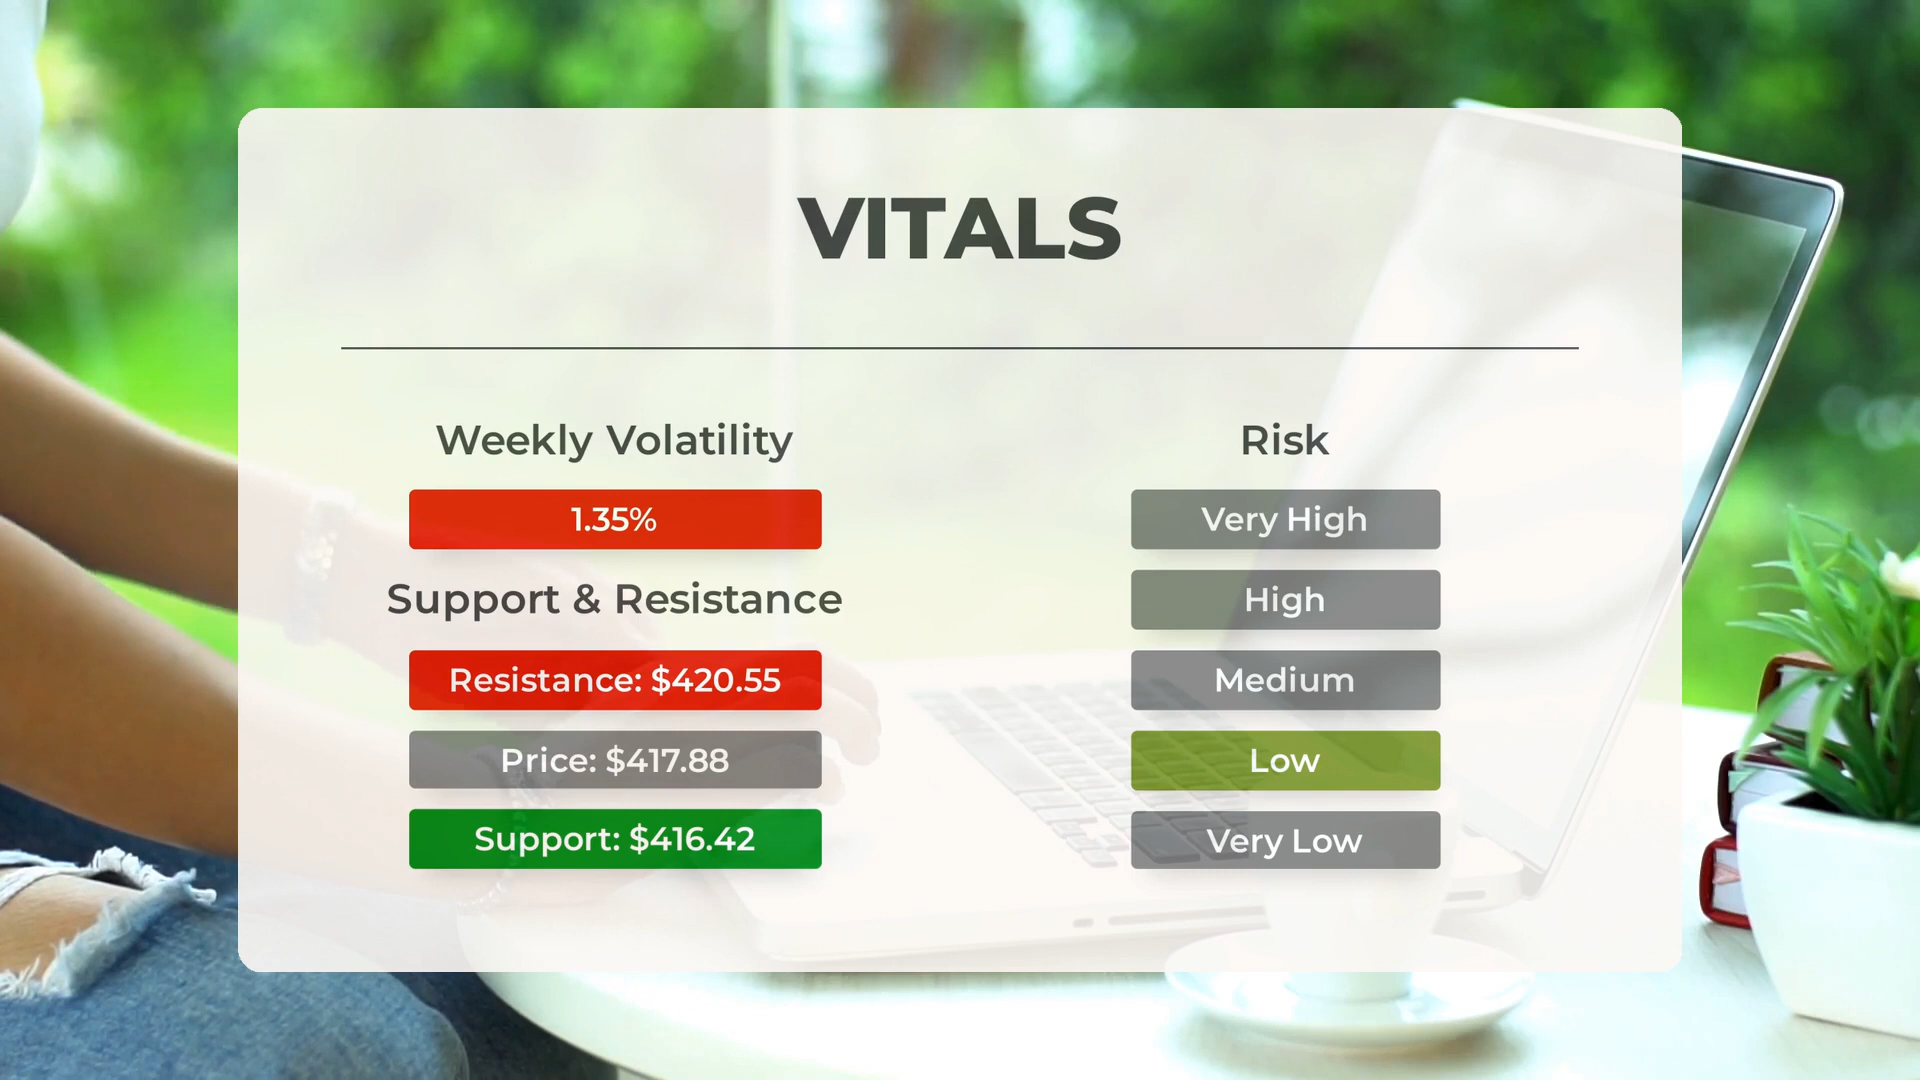 VITALS
Weekly Volatility
1.35%
Support & Resistance
Resistance: $420.55
Price: $417.88
Support: $416.42
Risk
Very High
High
Medium
Low
Very Low